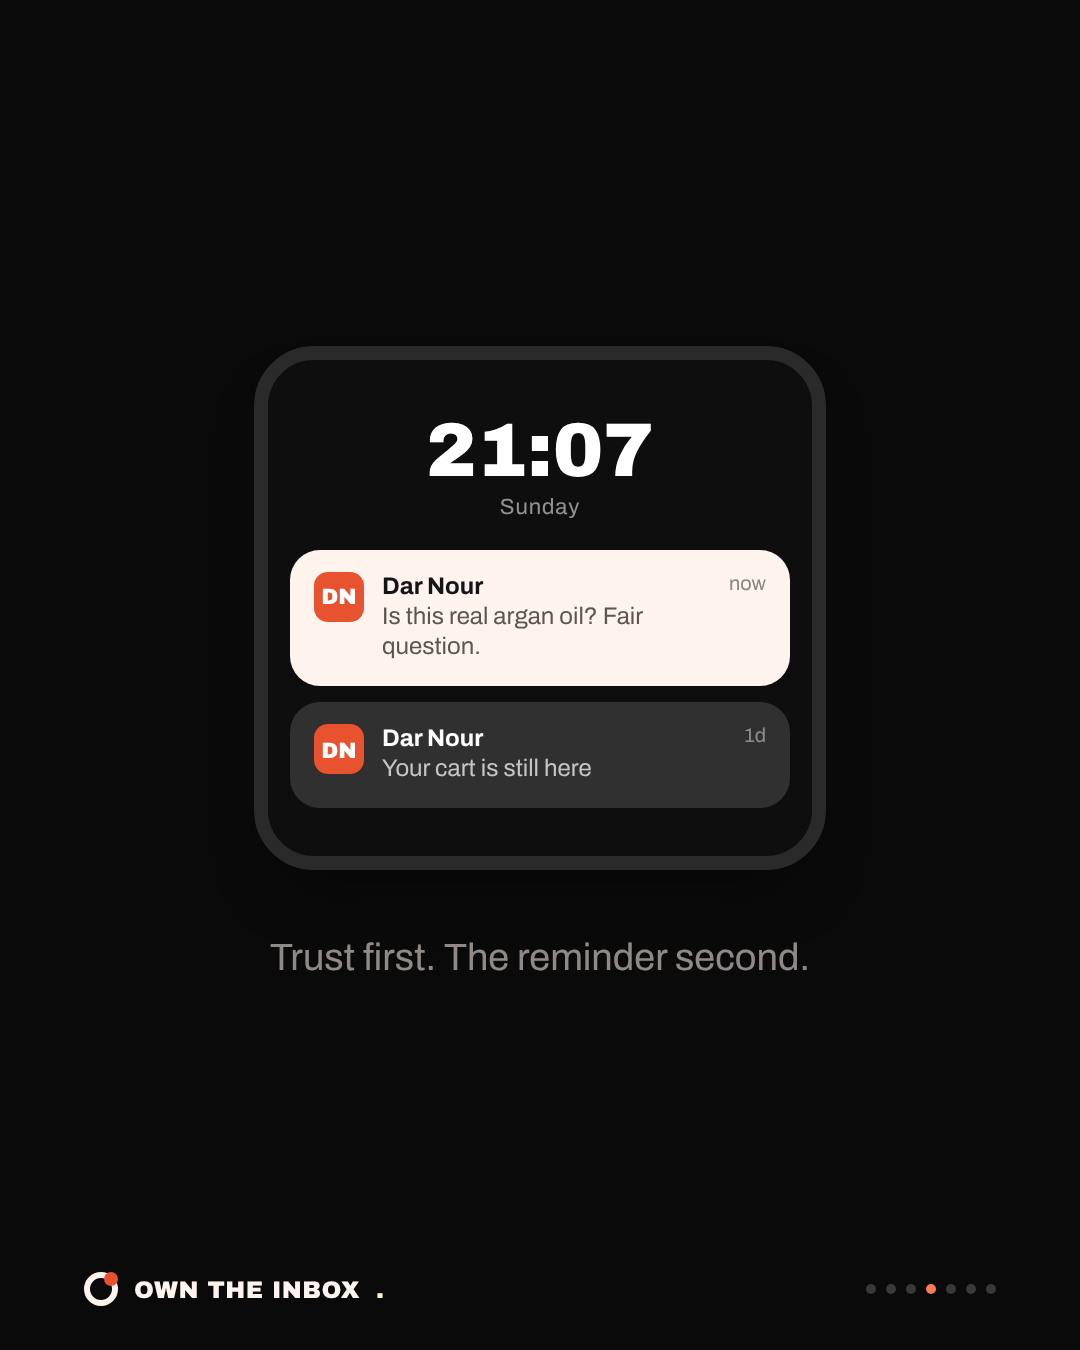 21:07
Sunday
DN
Dar Nour
now
Is this real argan oil? Fair
question.
DN
Dar Nour
1d
Your cart is still here
Trust first. The reminder second.
OWN THE INBOX .